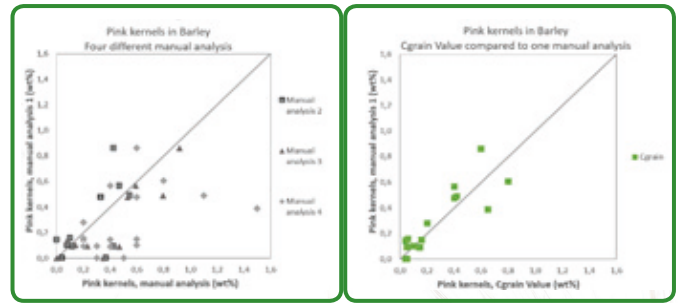 Pink kernels in Barley
Four different manual analysis
Pink kernels, manual analysis 1 (wt%)
1,6
1,4
1,2
1,0
0,8
0,6
0,4
0,2
0,0
0,0 0,2 0,4 0,6 0,8 1,0 1,2 1,4 1,6
Pink kernels, manual analysis (wt%)
Manual
analysis 2
Manual
analysis 3
Manual
analysis 4
Pink kernels in Barley
Cgrain Value compared to one manual analysis
Pink kernels, manual analysis 1 (wt%)
1,6
1,4
1,2
1,0
0,8
0,6
0,4
0,2
0,0
0,0 0,2 0,4 0,6 0,8 1,0 1,2 1,4 1,6
Pink kernels, Cgrain Value (wt%)
Cgrain